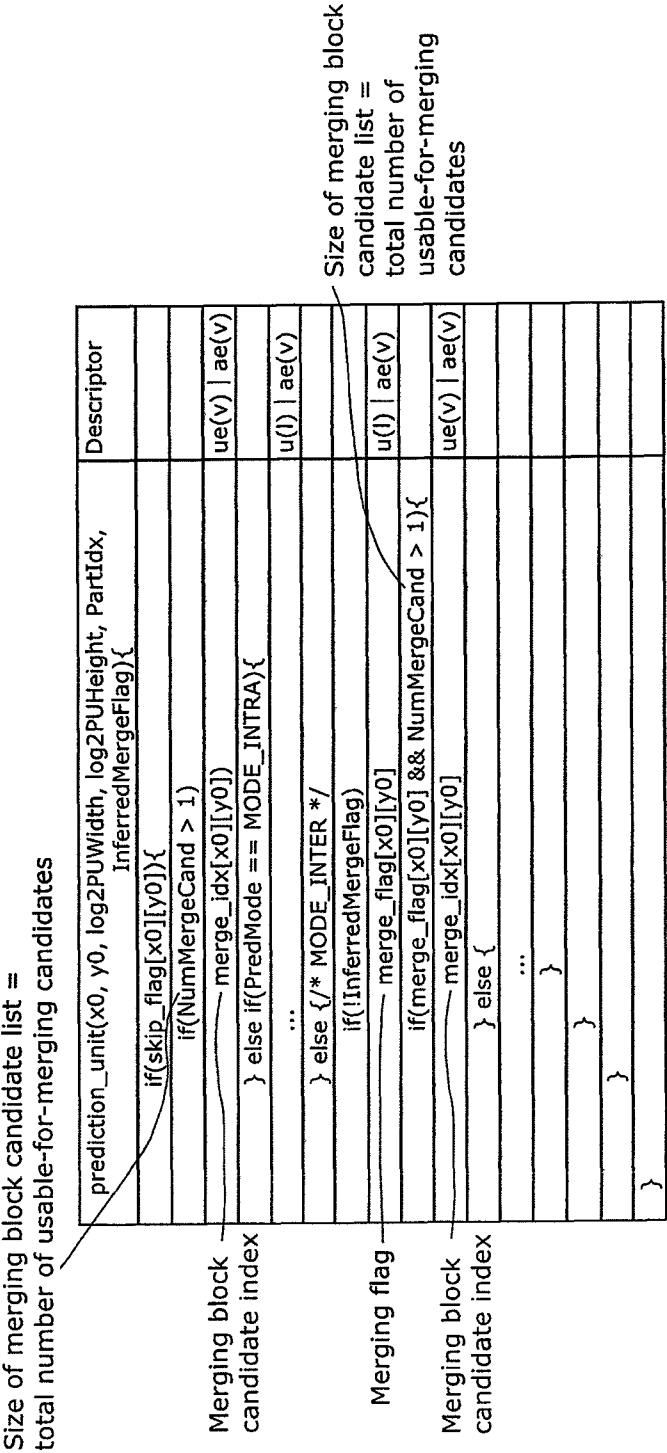 Size of merging block candidate list =
total number of usable-for-merging candidates
prediction_unit(x0, y0, log2PUWidth, log2PUHeight, PartIdx,
InferredMergeFlag){
Descriptor
if(skip_flag[x0][y0]){
if(NumMergeCand > 1)
merge_idx[x0][y0])
ue(v) | ae(v)
} else if(PredMode == MODE_INTRA){
...
u(l) | ae(v)
} else {/* MODE_INTER */
if(!InferredMergeFlag)
merge_flag[x0][y0]
u(l) | ae(v)
if(merge_flag[x0][y0] && NumMergeCand > 1){
merge_idx[x0][y0]
ue(v) | ae(v)
} else {
...
}
}
}
}
Merging block
candidate index
Merging flag
Merging block
candidate index
Size of merging block
candidate list =
total number of
usable-for-merging
candidates